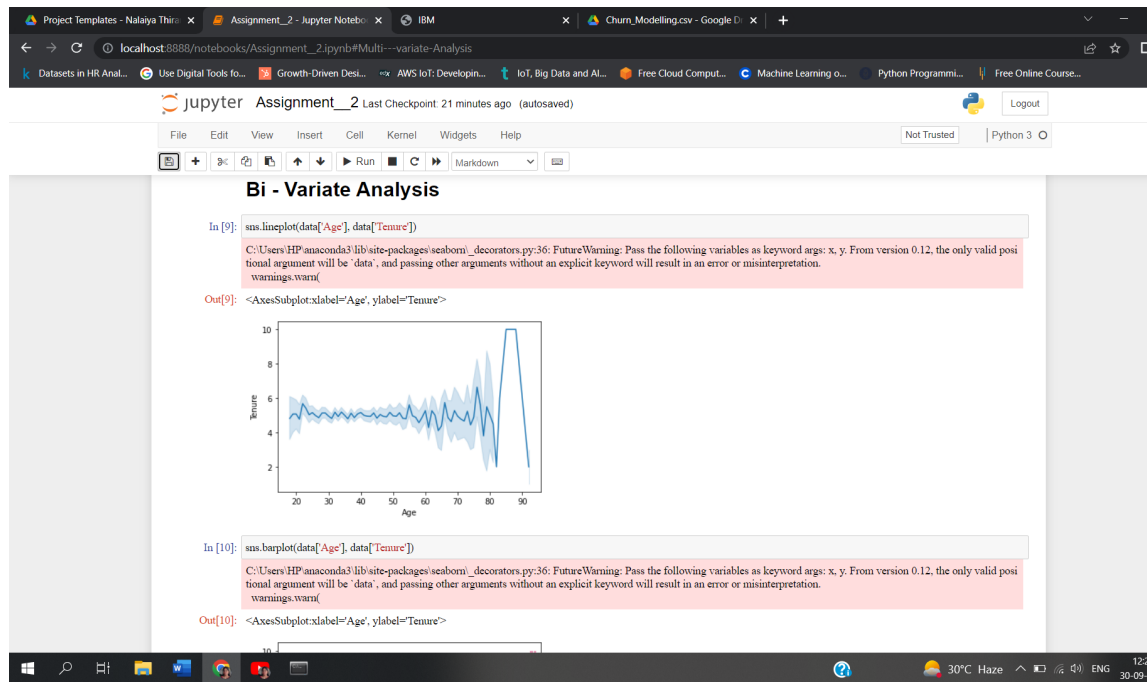 Project Templates - Nalaiya Thira
Assignment_2 - Jupyter Notebo
IBM
Churn_Modelling.csv - Google D
localhost:8888/notebooks/Assignment_2.ipynb#Multi---variate-Analysis
Datasets in HR Anal...
Use Digital Tools fo...
Growth-Driven Desi...
AWS IoT: Developin...
IoT, Big Data and AI...
Free Cloud Comput...
Machine Learning o...
Python Programmi...
Free Online Course...
jupyter Assignment__2 Last Checkpoint: 21 minutes ago (autosaved)
Logout
File Edit View Insert Cell Kernel Widgets Help
Not Trusted
Python 3
Run
Markdown
Bi - Variate Analysis
In [9]: sns.lineplot(data['Age'], data['Tenure'])
C:\Users\HP\anaconda3\lib\site-packages\seaborn\_decorators.py:36: FutureWarning: Pass the following variables as keyword args: x, y. From version 0.12, the only valid posi
tional argument will be `data`, and passing other arguments without an explicit keyword will result in an error or misinterpretation.
warnings.warn(
Out[9]: <AxesSubplot:xlabel='Age', ylabel='Tenure'>
10
8
6
4
2
Tenure
20 30 40 50 60 70 80 90
Age
In [10]: sns.barplot(data['Age'], data['Tenure'])
C:\Users\HP\anaconda3\lib\site-packages\seaborn\_decorators.py:36: FutureWarning: Pass the following variables as keyword args: x, y. From version 0.12, the only valid posi
tional argument will be `data`, and passing other arguments without an explicit keyword will result in an error or misinterpretation.
warnings.warn(
Out[10]: <AxesSubplot:xlabel='Age', ylabel='Tenure'>
10
30°C Haze
ENG
12:2
30-09-